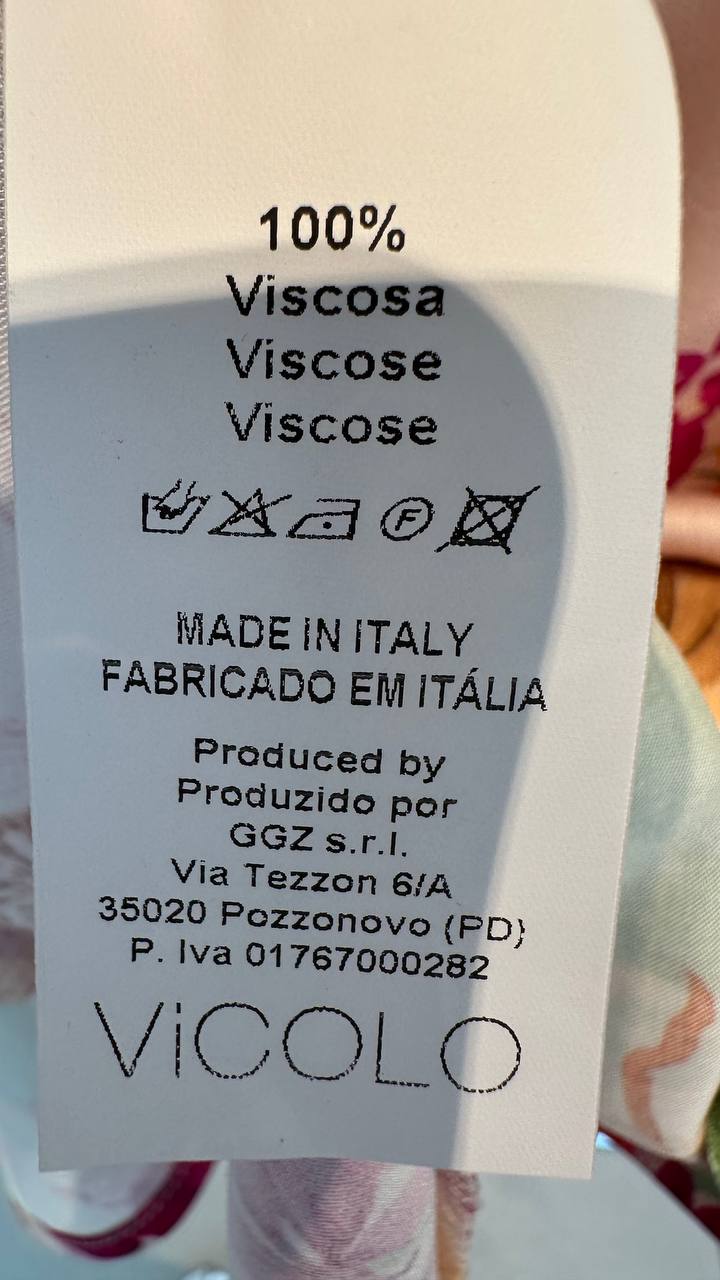 100%
Viscosa
Viscose
Viscose
F
MADE IN ITALY
FABRICADO EM ITÁLIA
Produced by
Produzido por
GGZ s.r.l.
Via Tezzon 6/A
35020 Pozzonovo (PD)
P. Iva 01767000282
ViCOLO